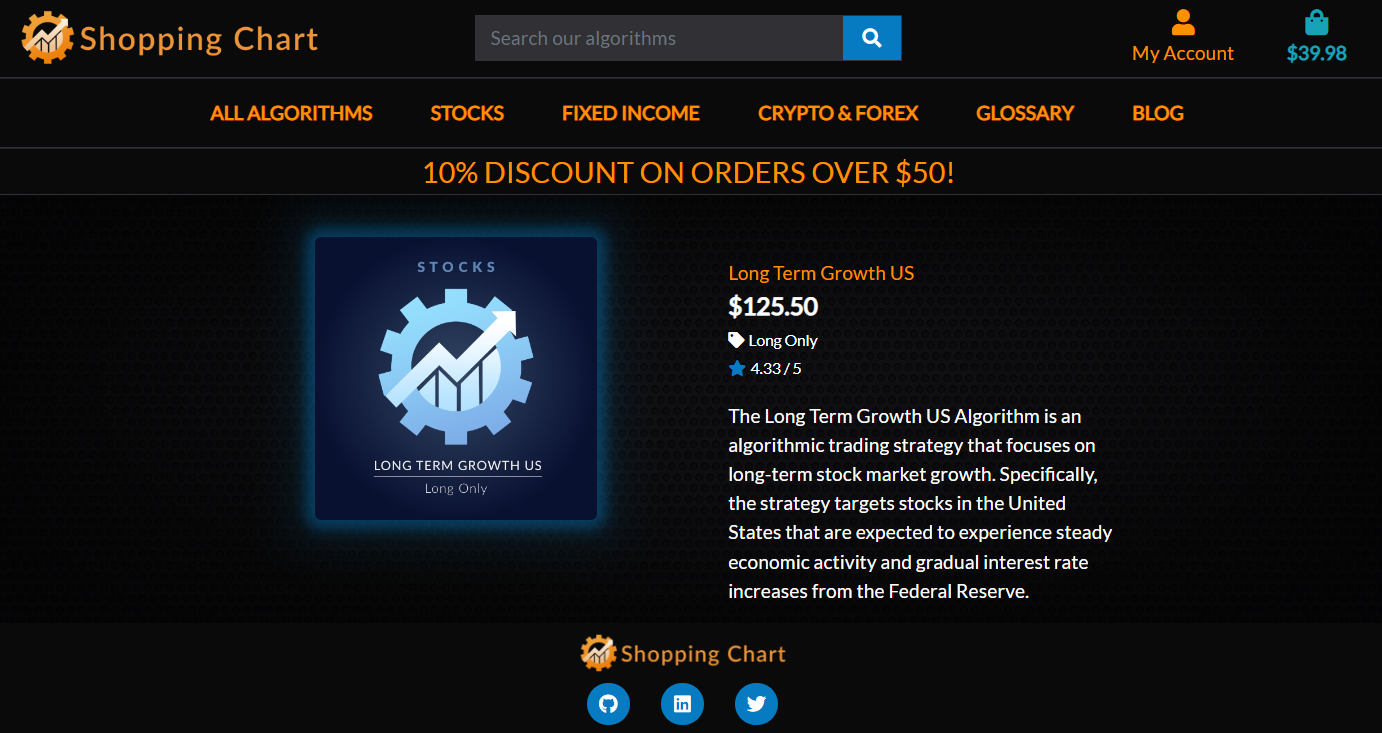 Shopping Chart
Search our algorithms
My Account
$39.98
ALL ALGORITHMS
STOCKS
FIXED INCOME
CRYPTO & FOREX
GLOSSARY
BLOG
10% DISCOUNT ON ORDERS OVER $50!
STOCKS
LONG TERM GROWTH US
Long Only
Long Term Growth US
$125.50
Long Only
4.33 / 5
The Long Term Growth US Algorithm is an
algorithmic trading strategy that focuses on
long-term stock market growth. Specifically,
the strategy targets stocks in the United
States that are expected to experience steady
economic activity and gradual interest rate
increases from the Federal Reserve.
Shopping Chart
in